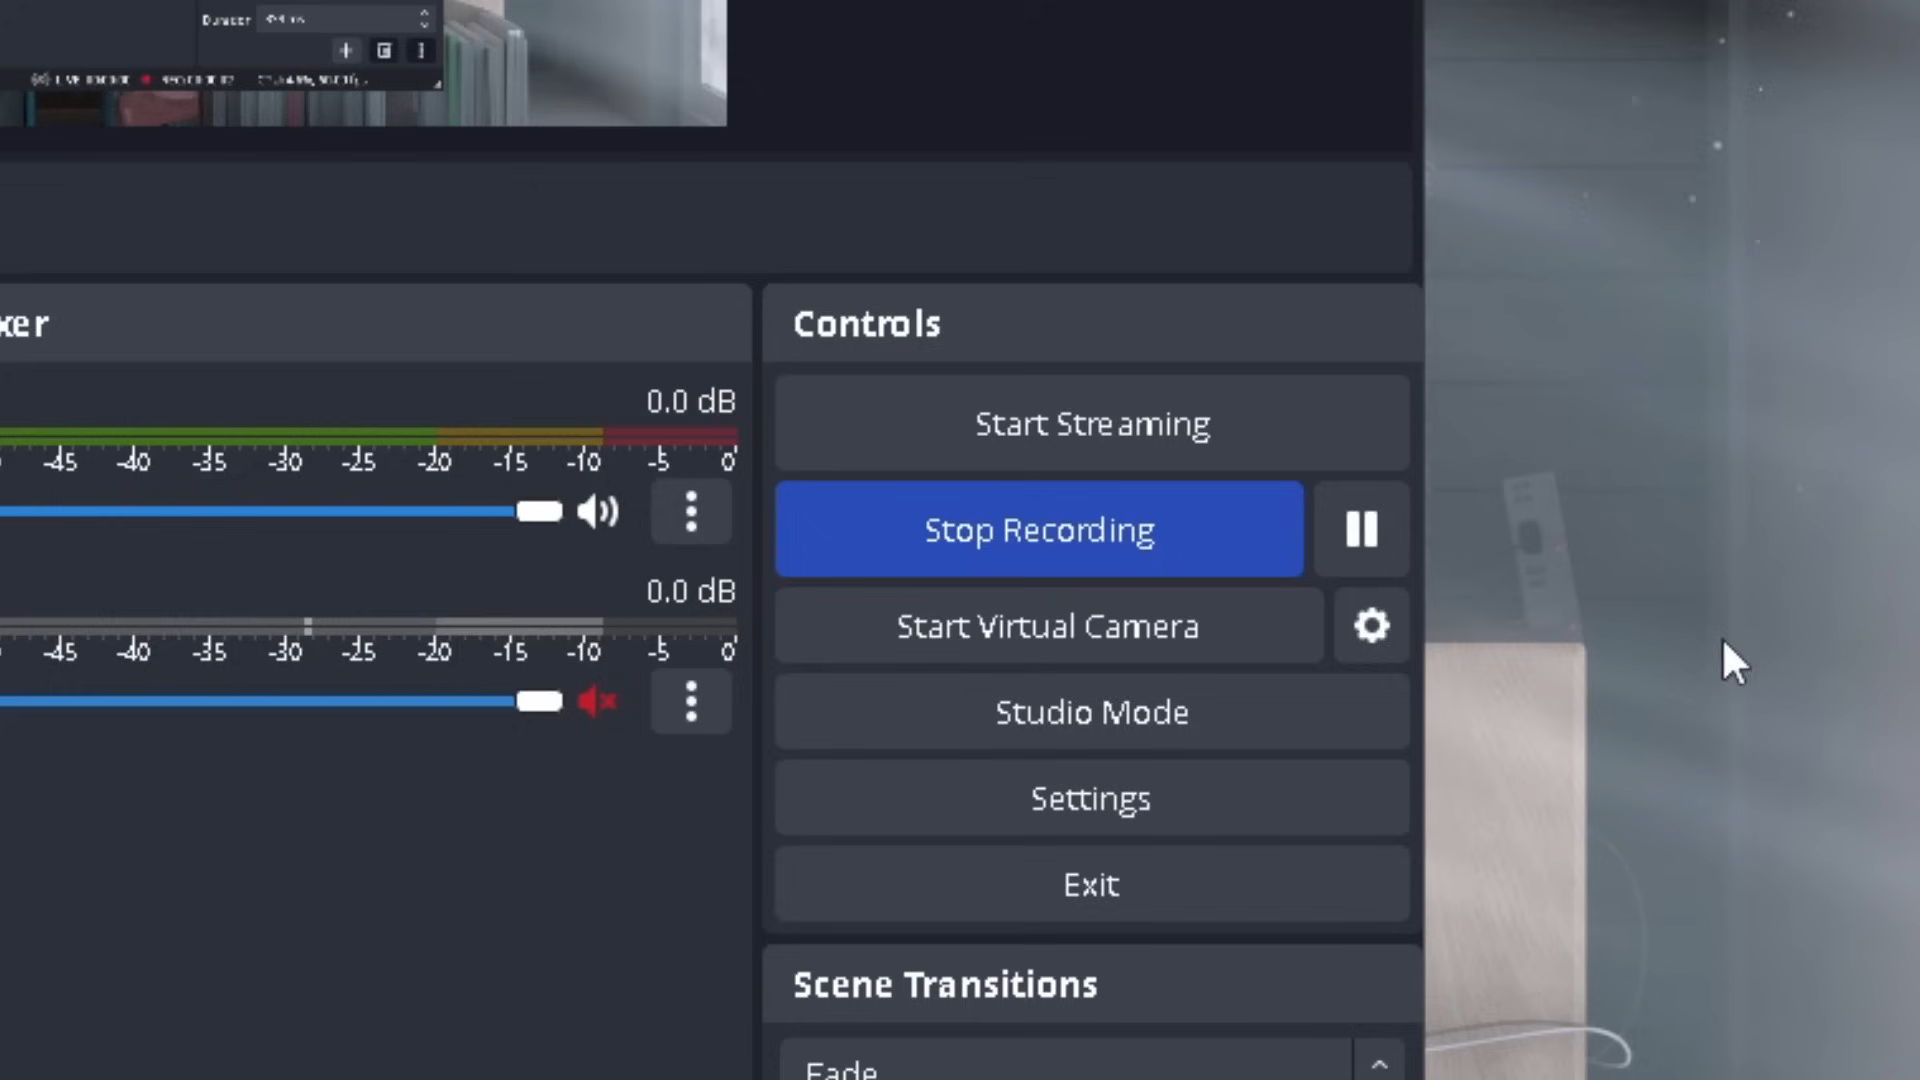 Controls
0.0 dB
Start Streaming
-45 -40 -35 -30 -25 -20 -15 -10 -5 0
Stop Recording
0.0 dB
Start Virtual Camera
-45 -40 -35 -30 -25 -20 -15 -10 -5 0
Studio Mode
Settings
Exit
Scene Transitions
Fade